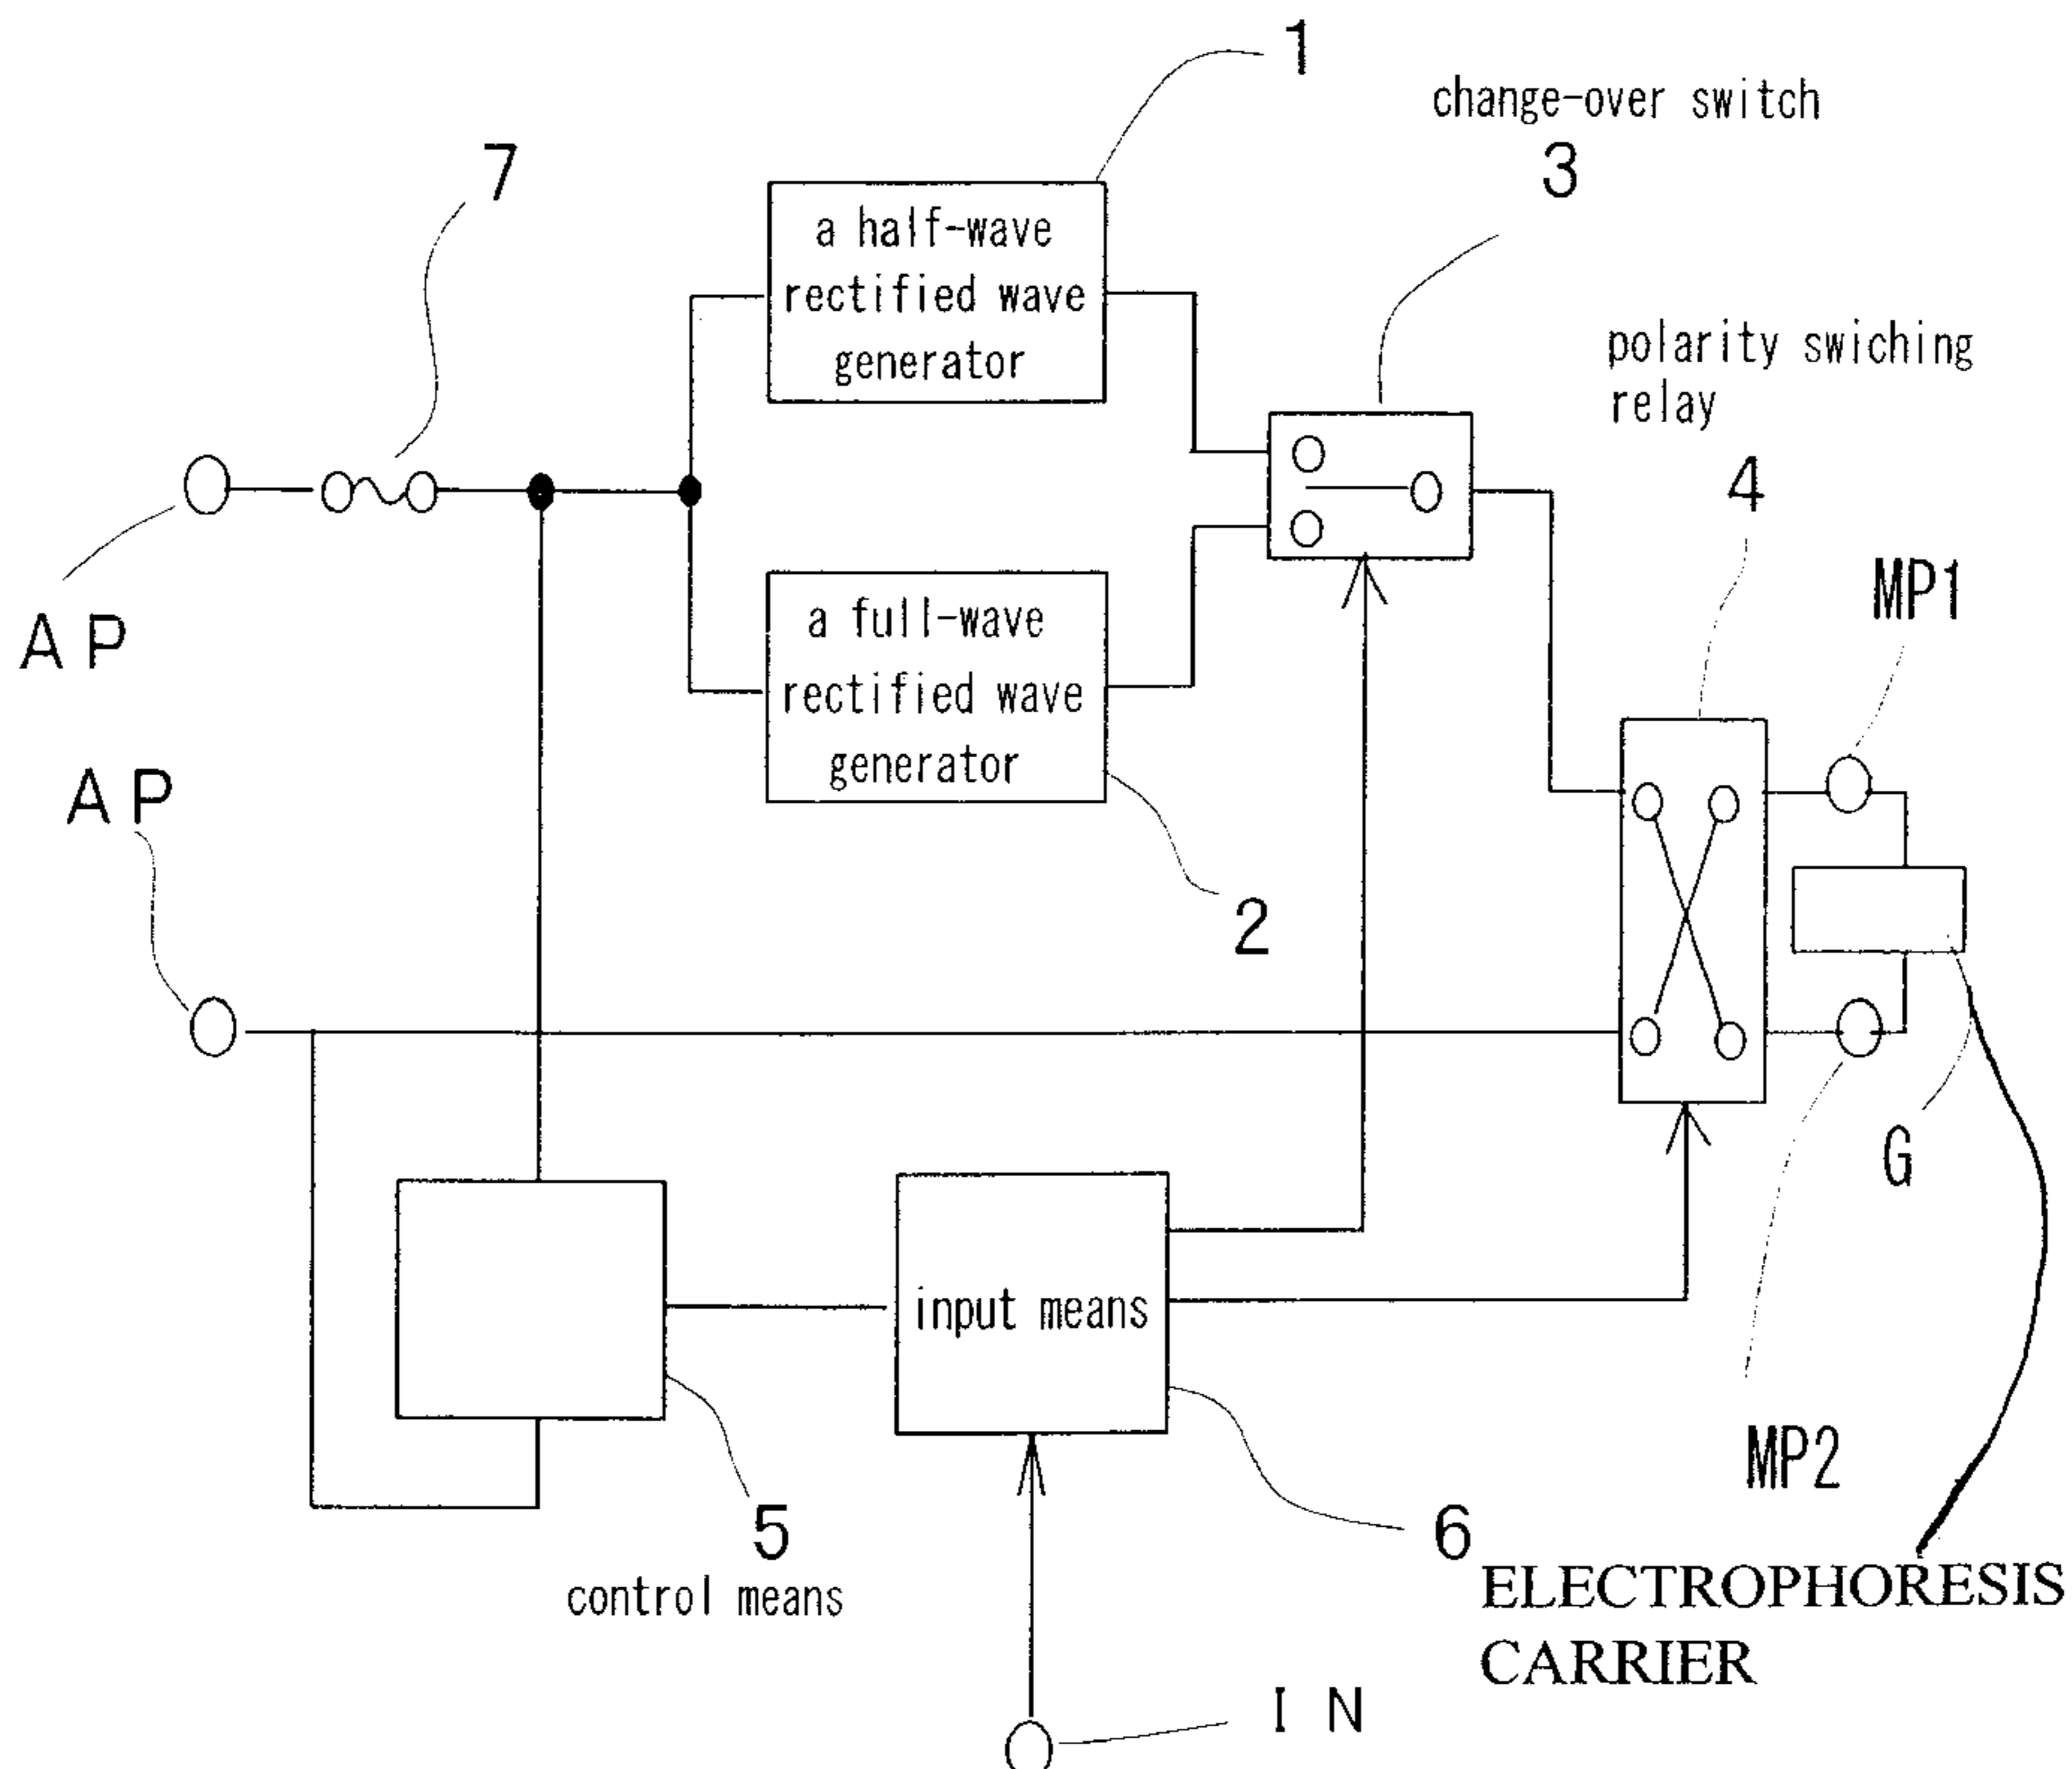 1
change-over switch
3
7
a half-wave
rectified wave
generator
polarity swiching
relay
4
MP1
AP
a full-wave
rectified wave
generator
AP
2
G
input means
MP2
5
control means
6
ELECTROPHORESIS
CARRIER
IN